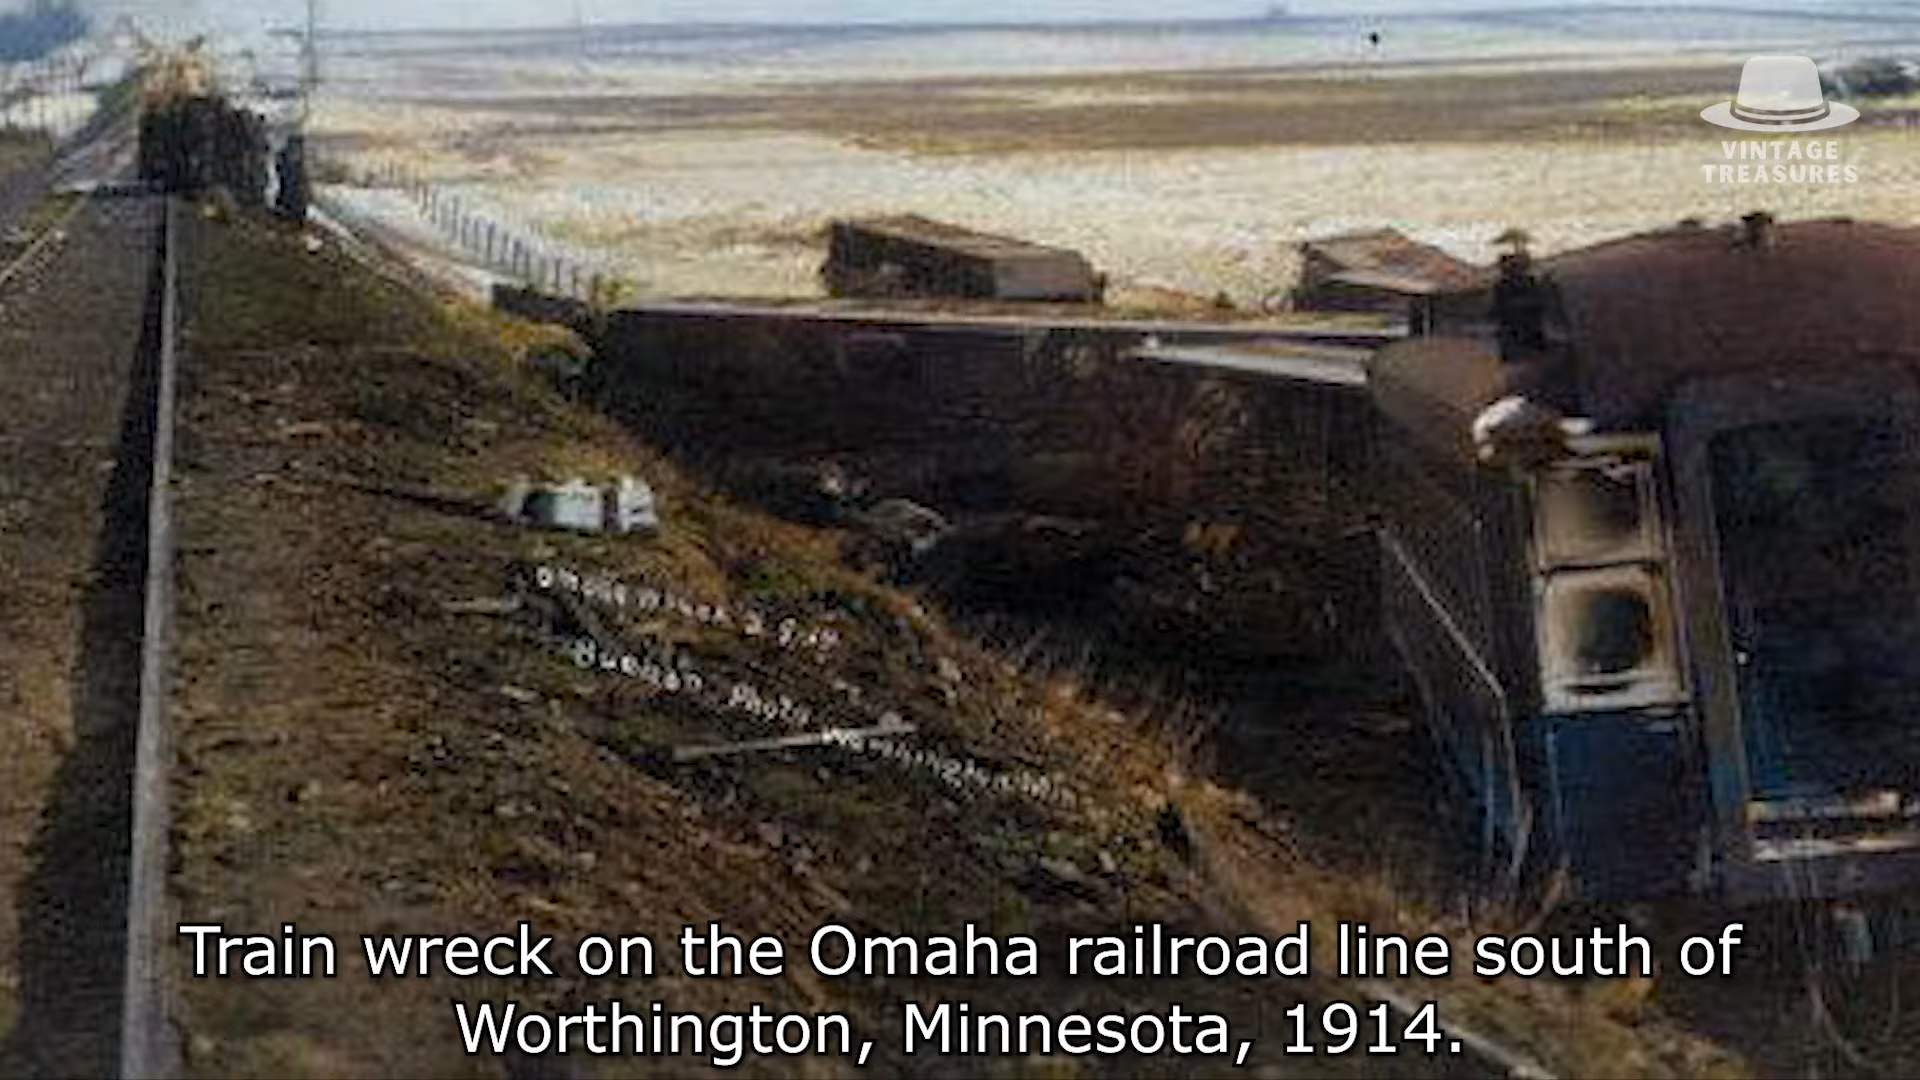 VINTAGE
TREASURES
Photo
Train wreck on the Omaha railroad line south of
Worthington, Minnesota, 1914.